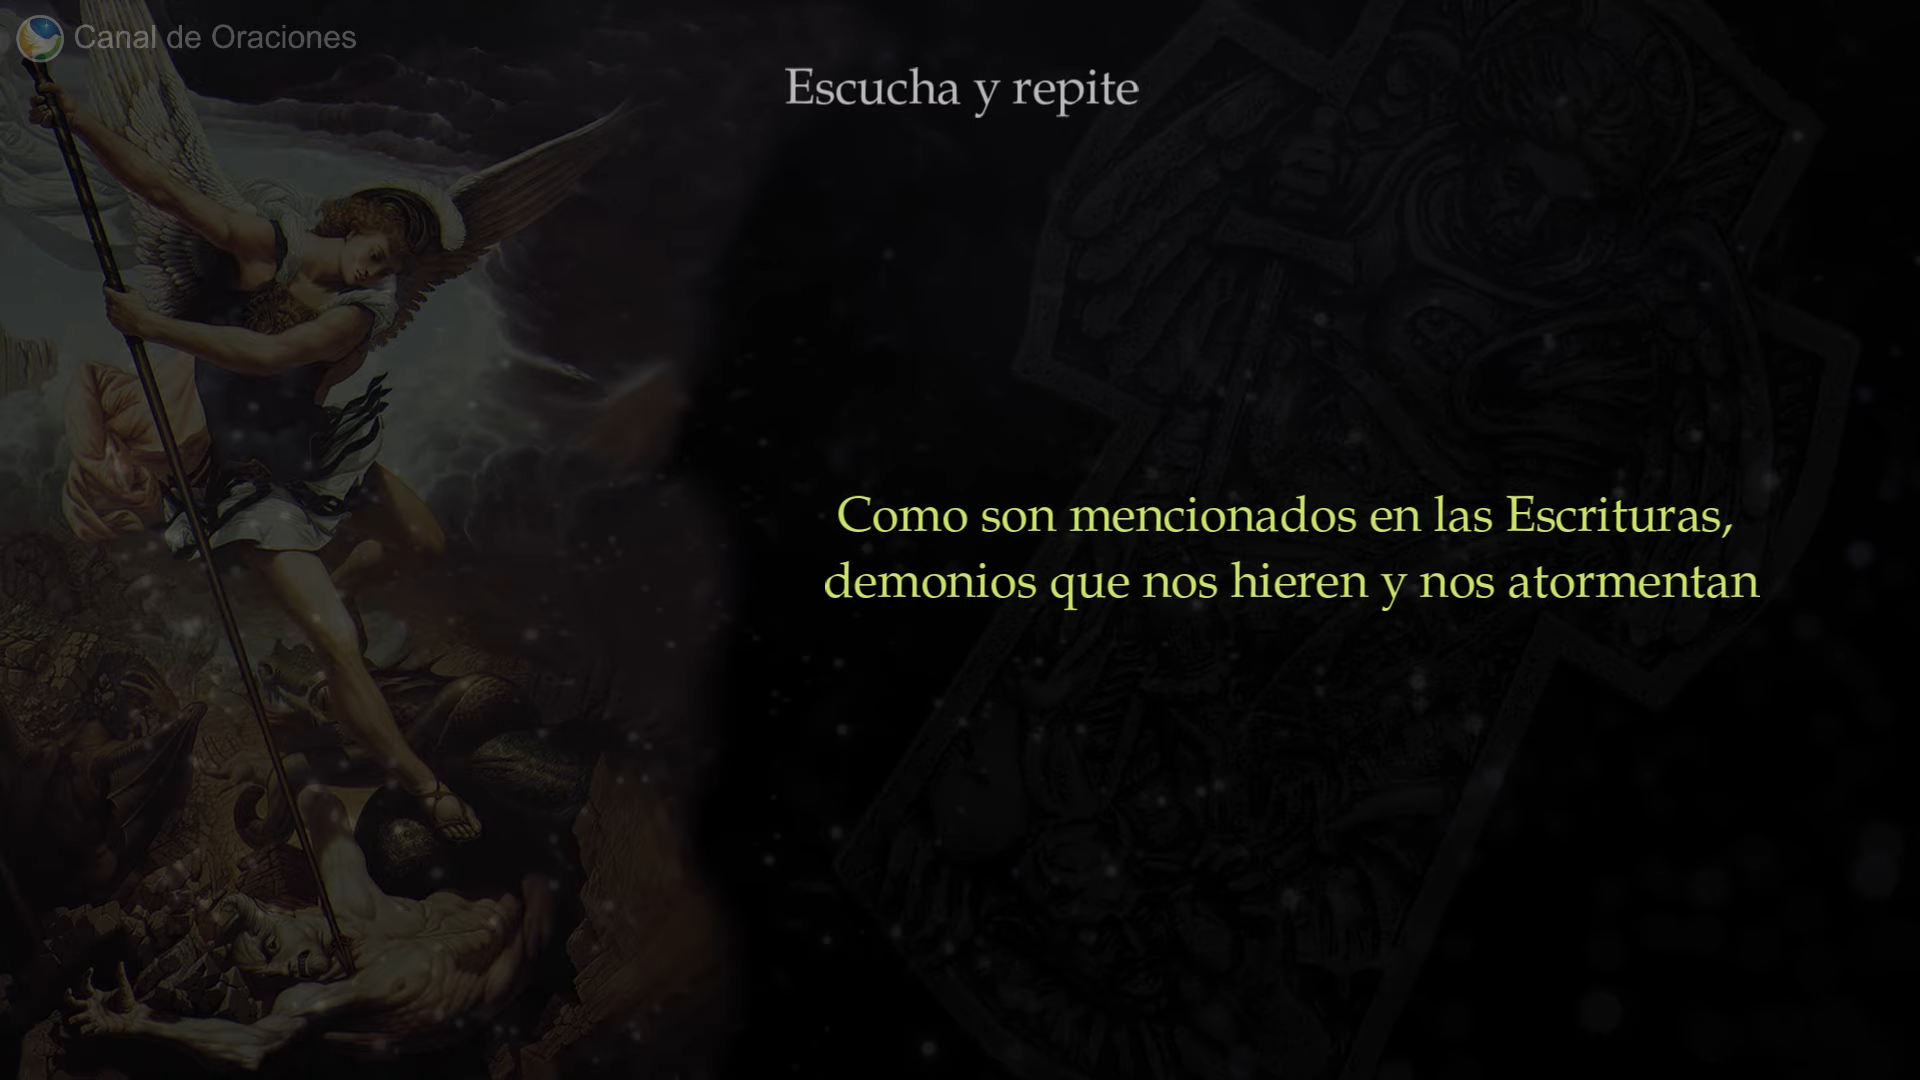 Canal de Oraciones
Escucha y repite
Como son mencionados en las Escrituras,
demonios que nos hieren y nos atormentan